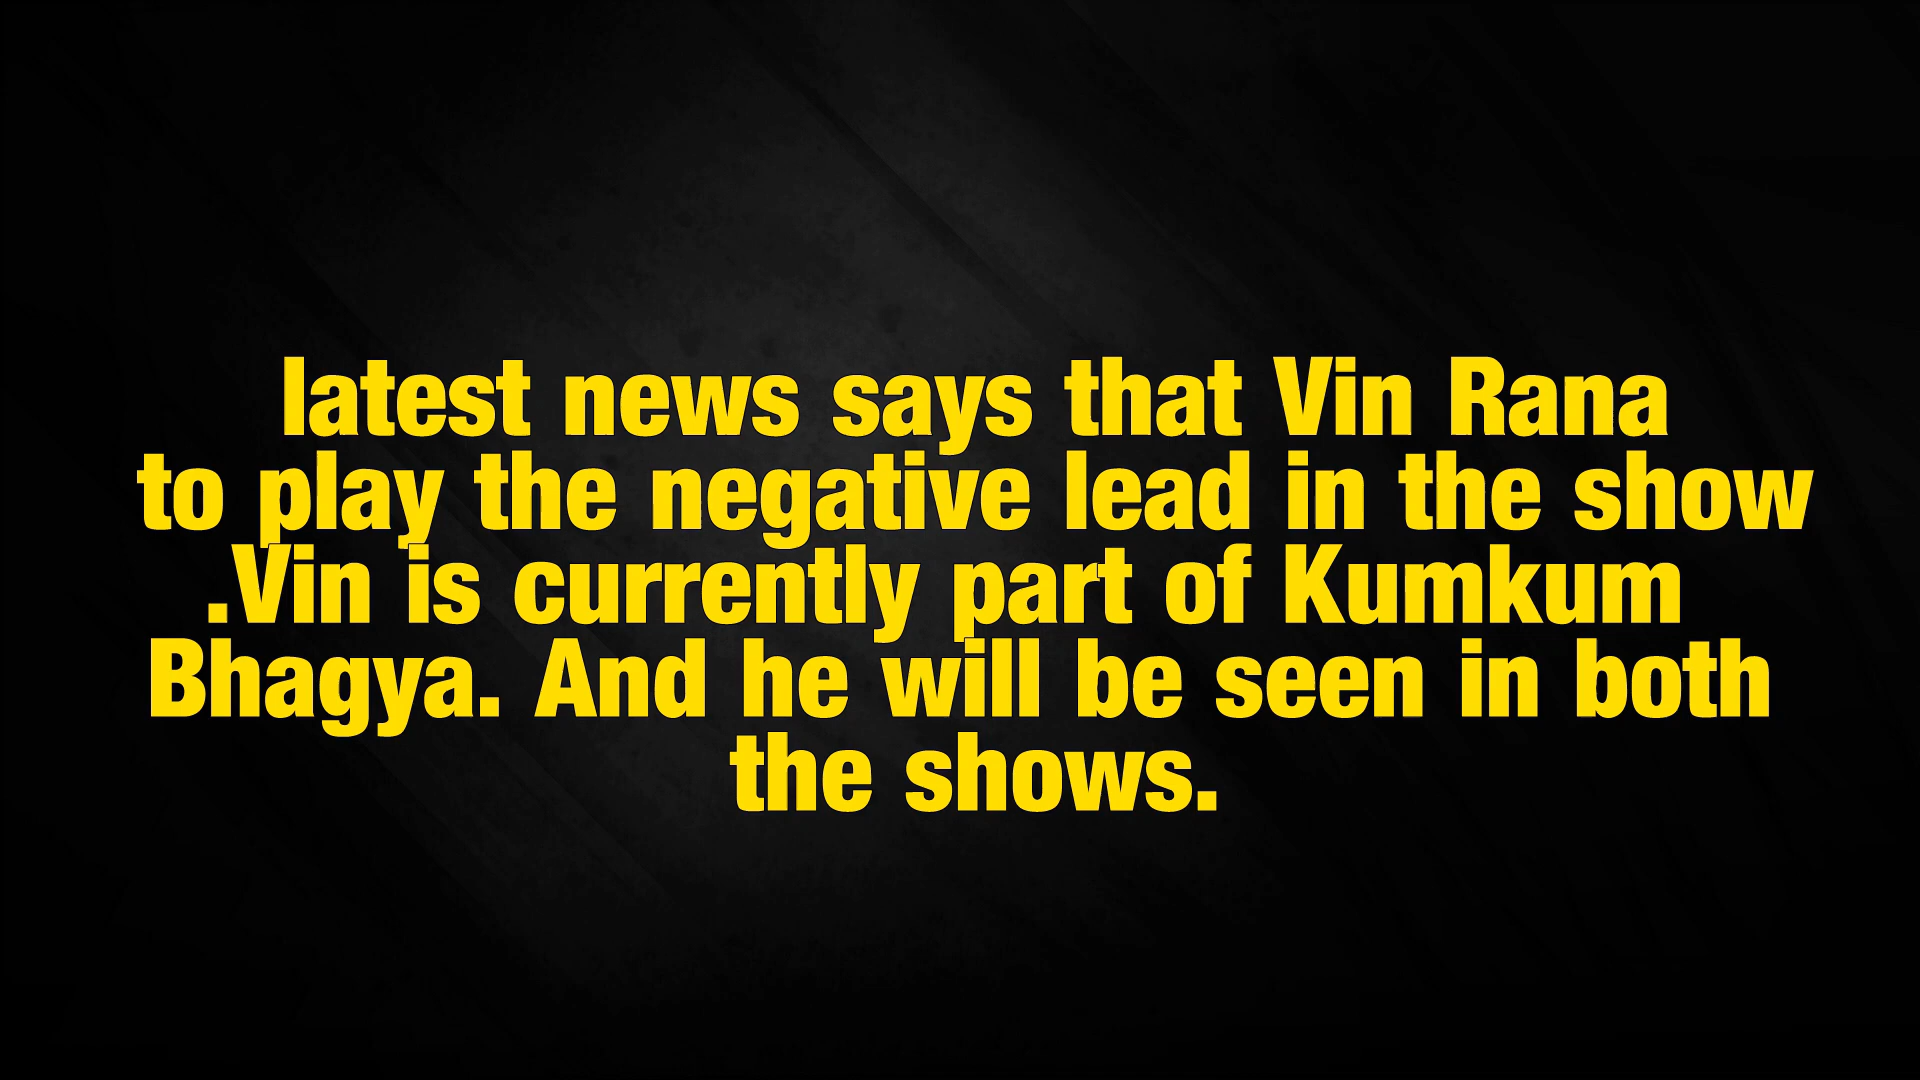 latest news says that Vin Rana
to play the negative lead in the show
.Vin is currently part of Kumkum
Bhagya. And he will be seen in both
the shows.